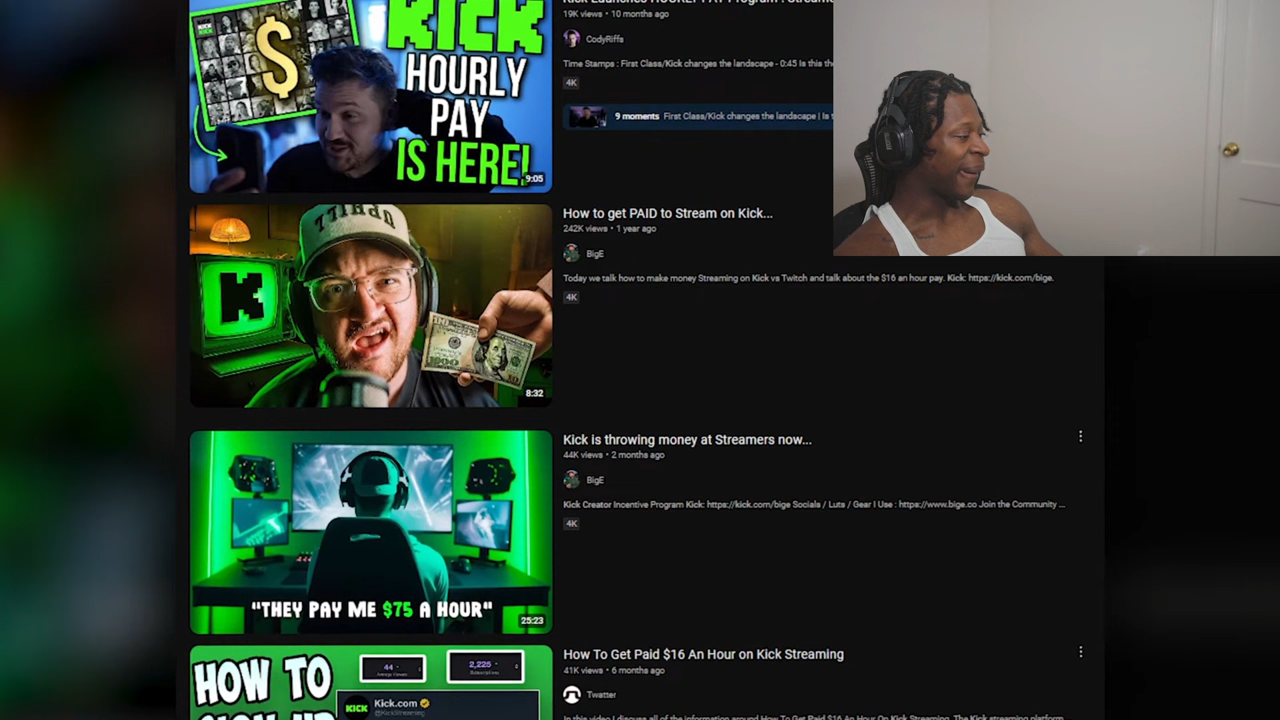 KICK
HOURLY
PAY
IS HERE!
9:05
19K views • 10 months ago
CodyRiffs
Time Stamps : First Class/Kick changes the landscape - 0:45 Is this th
4K
9 moments First Class/Kick changes the landscape | Is t
UPHILL
K
8:32
How to get PAID to Stream on Kick...
242K views • 1 year ago
BigE
Today we talk how to make money Streaming on Kick vs Twitch and talk about the $16 an hour pay. Kick: https://kick.com/bige.
4K
"THEY PAY ME $75 A HOUR"
25:23
Kick is throwing money at Streamers now...
44K views • 2 months ago
BigE
Kick Creator Incentive Program Kick: https://kick.com/bige Socials / Luts / Gear I Use : https://www.bige.co Join the Community ...
4K
HOW TO
44
2,225
KICK
Kick.com
@KickStreaming
How To Get Paid $16 An Hour on Kick Streaming
41K views • 6 months ago
Twatter